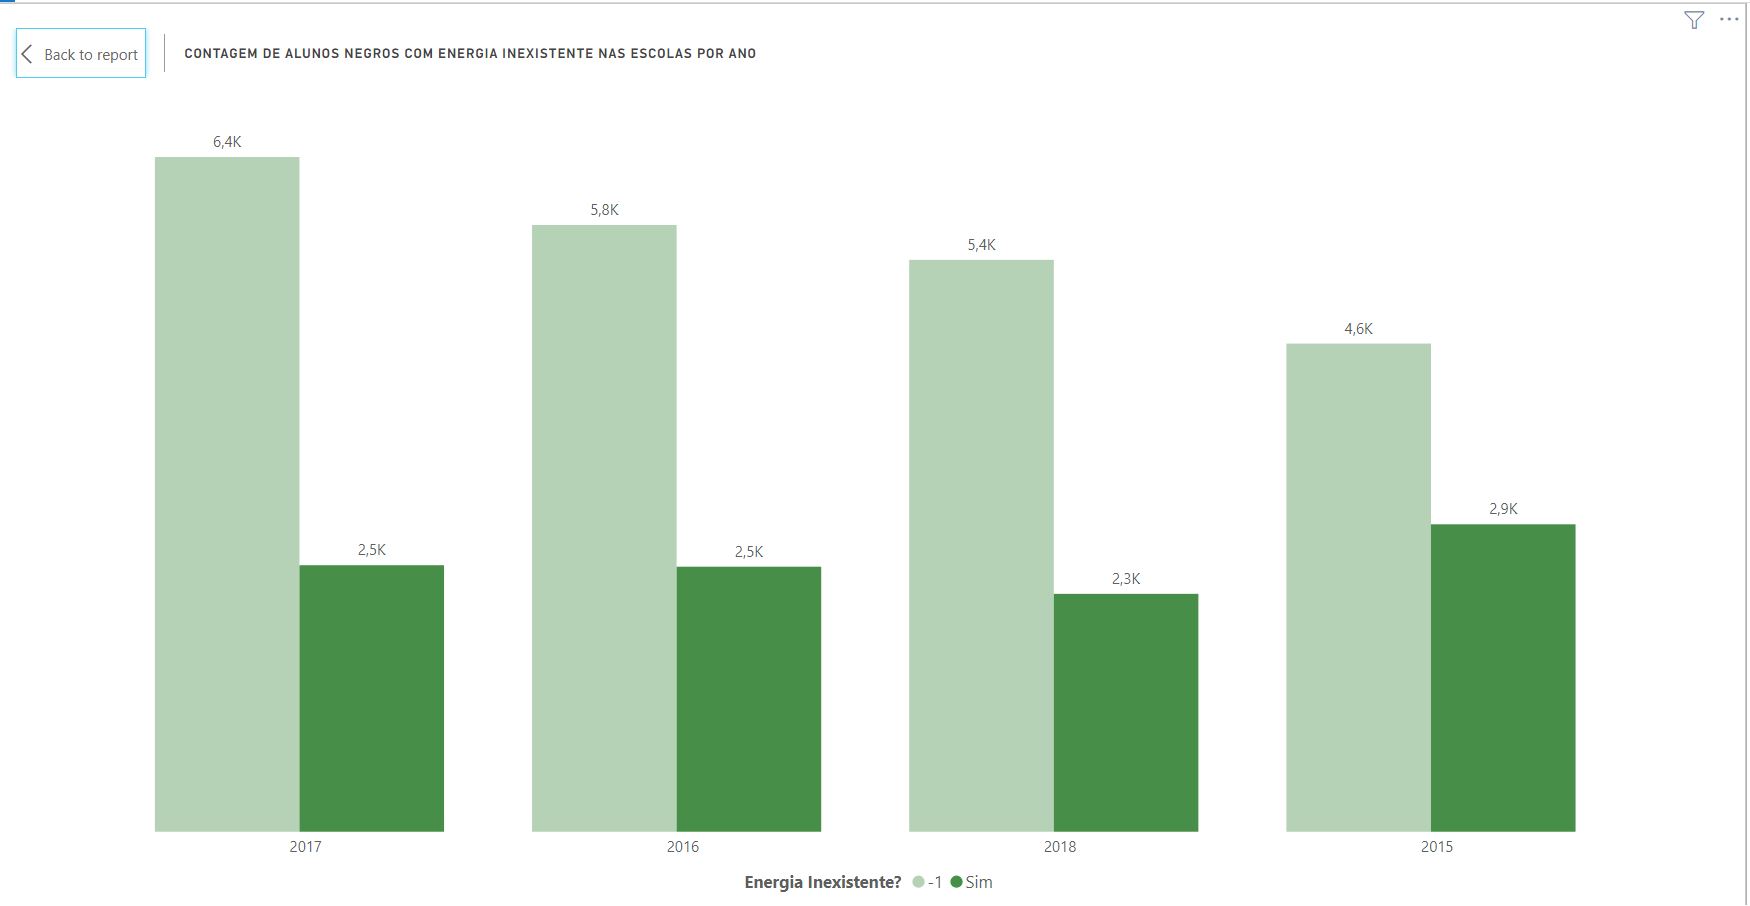 Back to report
CONTAGEM DE ALUNOS NEGROS COM ENERGIA INEXISTENTE NAS ESCOLAS POR ANO
6,4K
5,8K
5,4K
4,6K
2,9K
2,5K
2,5K
2,3K
2017
2016
2018
2015
Energia Inexistente? -1 Sim